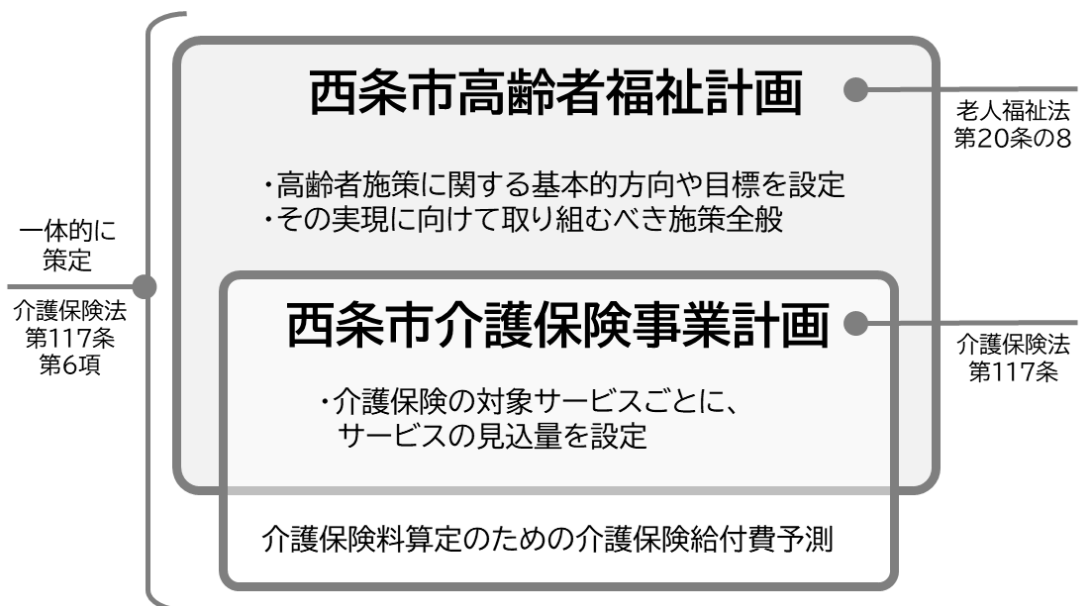 西条市高齢者福祉計画
老人福祉法
第20条の8
・高齢者施策に関する基本的方向や目標を設定
・その実現に向けて取り組むべき施策全般
一体的に
策定
介護保険法
第117条
第6項
西条市介護保険事業計画
介護保険法
第117条
・介護保険の対象サービスごとに、
サービスの見込量を設定
介護保険料算定のための介護保険給付費予測